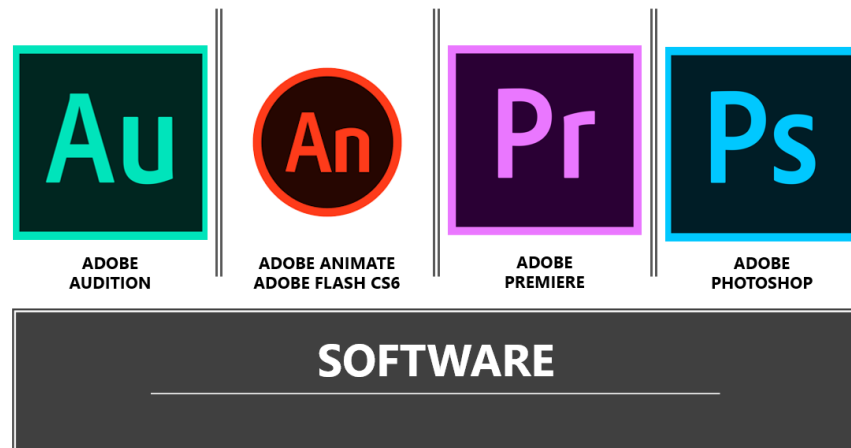 Au
An
Pr
Ps
ADOBE
AUDITION
ADOBE ANIMATE
ADOBE FLASH CS6
ADOBE
PREMIERE
ADOBE
PHOTOSHOP
SOFTWARE